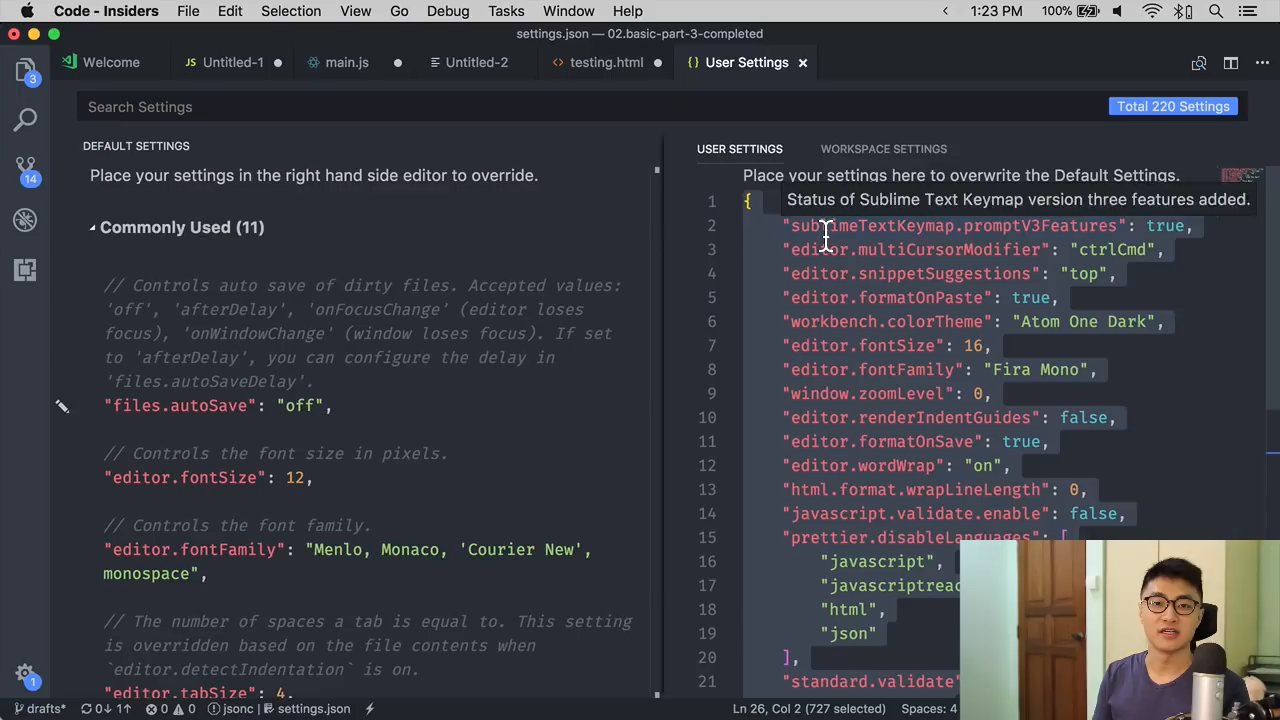 Code - Insiders File Edit Selection View Go Debug Tasks Window Help 1:23 PM 100%
settings.json — 02.basic-part-3-completed
Welcome Untitled-1 main.js Untitled-2 testing.html {} User Settings
Search Settings Total 220 Settings
3
14
1
DEFAULT SETTINGS
Place your settings in the right hand side editor to override.
Commonly Used (11)
// Controls auto save of dirty files. Accepted values:
'off', 'afterDelay', 'onFocusChange' (editor loses
focus), 'onWindowChange' (window loses focus). If set
to 'afterDelay', you can configure the delay in
'files.autoSaveDelay'.
"files.autoSave": "off",
// Controls the font size in pixels.
"editor.fontSize": 12,
// Controls the font family.
"editor.fontFamily": "Menlo, Monaco, 'Courier New',
monospace",
// The number of spaces a tab is equal to. This setting
is overridden based on the file contents when
`editor.detectIndentation` is on.
"editor.tabSize": 4,
USER SETTINGS WORKSPACE SETTINGS
Place your settings here to overwrite the Default Settings.
Status of Sublime Text Keymap version three features added.
1 {
2 "sublimeTextKeymap.promptV3Features": true,
3 "editor.multiCursorModifier": "ctrlCmd",
4 "editor.snippetSuggestions": "top",
5 "editor.formatOnPaste": true,
6 "workbench.colorTheme": "Atom One Dark",
7 "editor.fontSize": 16,
8 "editor.fontFamily": "Fira Mono",
9 "window.zoomLevel": 0,
10 "editor.renderIndentGuides": false,
11 "editor.formatOnSave": true,
12 "editor.wordWrap": "on",
13 "html.format.wrapLineLength": 0,
14 "javascript.validate.enable": false,
15 "prettier.disableLanguages": [
16 "javascript",
17 "javascriptreac
18 "html",
19 "json"
20 ],
21 "standard.validate"
drafts* 0↓ 1↑ 0 0 jsonc settings.json Ln 26, Col 2 (727 selected) Spaces: 4